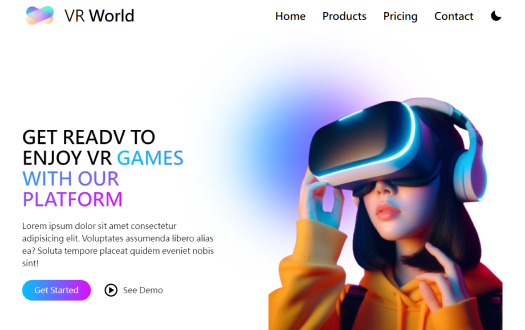 VR World
Home Products Pricing Contact
GET READV TO
ENJOY VR GAMES
WITH OUR
PLATFORM
Lorem ipsum dolor sit amet consectetur
adipisicing elit. Voluptates assumenda libero alias
ea? Soluta tempore placeat quidem eveniet nobis
sint!
Get Started See Demo